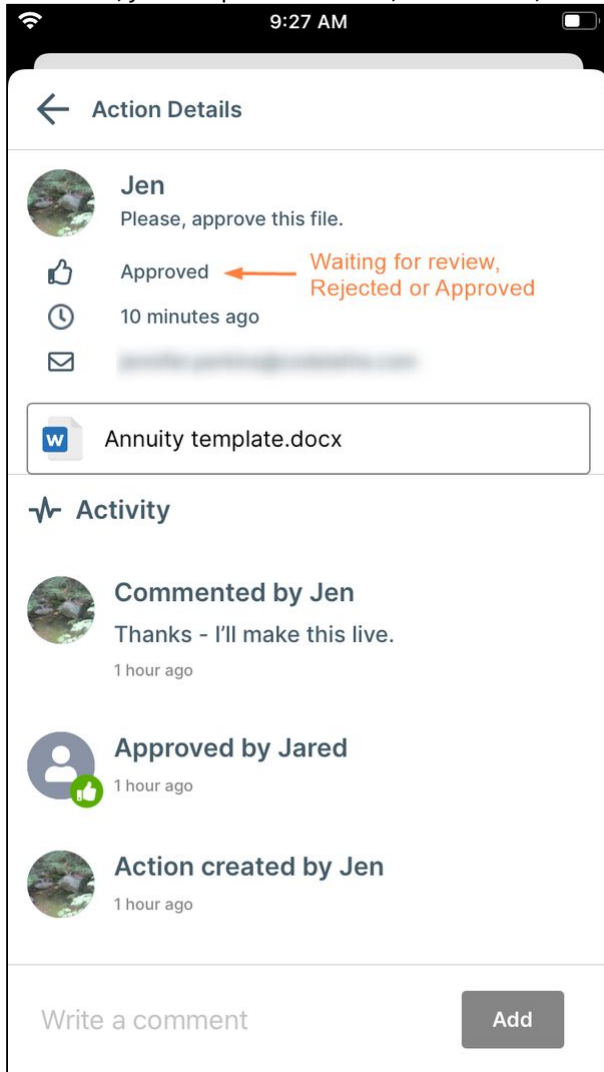 9:27 AM
Action Details
Jen
Please, approve this file.
Approved
Waiting for review,
Rejected or Approved
10 minutes ago
W
Annuity template.docx
Activity
Commented by Jen
Thanks - I'll make this live.
1 hour ago
Approved by Jared
1 hour ago
Action created by Jen
1 hour ago
Write a comment
Add